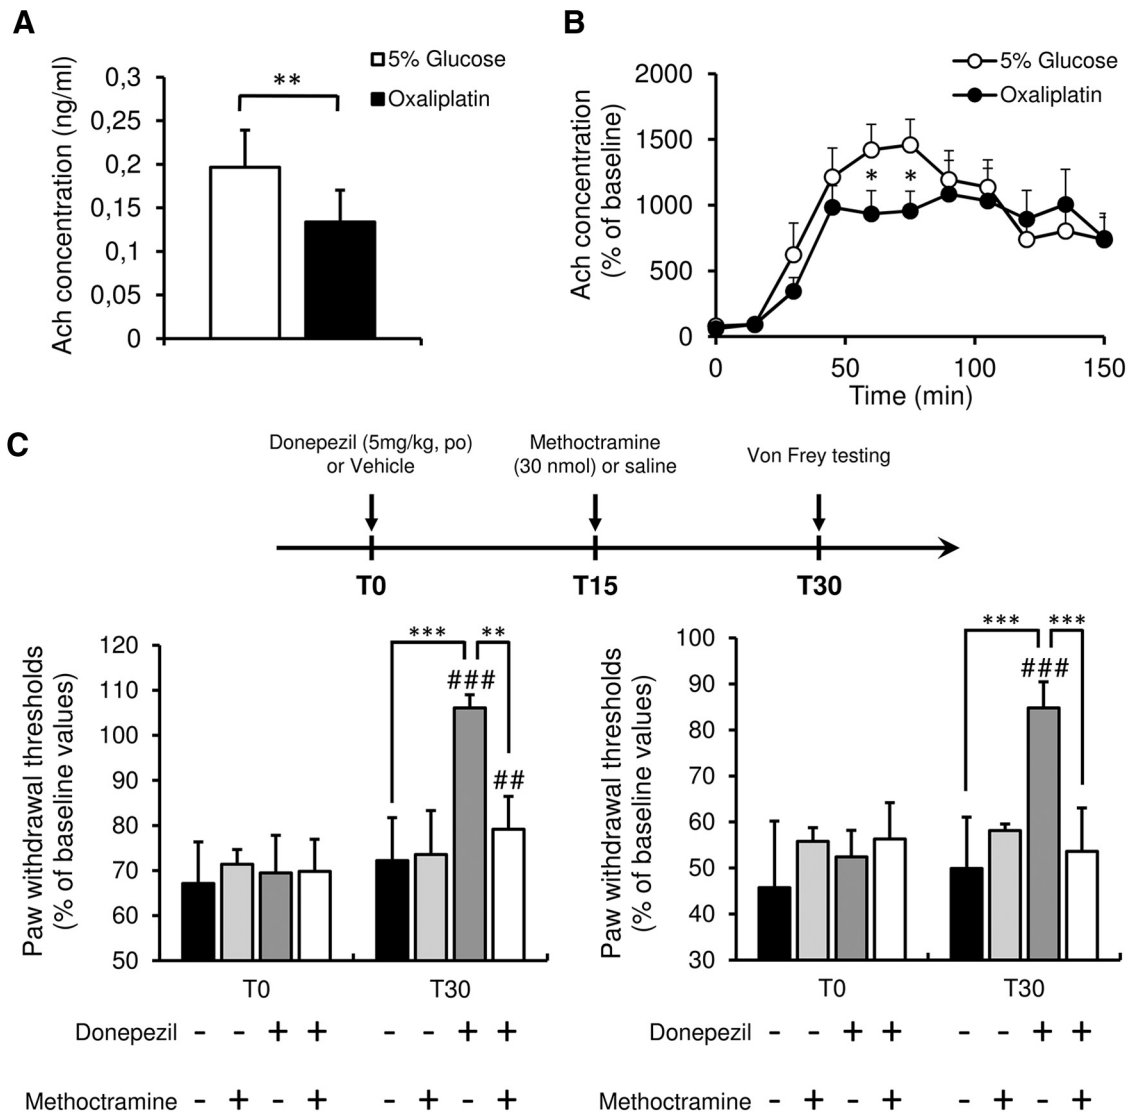 A
Ach concentration (ng/ml)
0,3
0,25
0,2
0,15
0,1
0,05
0
**
5% Glucose
Oxaliplatin
B
Ach concentration
(% of baseline)
2000
1500
1000
500
0
5% Glucose
Oxaliplatin
* *
0 50 100 150
Time (min)
C
Donepezil (5mg/kg, po)
or Vehicle
Methoctramine
(30 nmol) or saline
Von Frey testing
T0 T15 T30
Paw withdrawal thresholds
(% of baseline values)
120
110
100
90
80
70
60
50
*** **
###
##
T0 T30
Donepezil - - + + - - + +
Methoctramine - + - + - + - +
Paw withdrawal thresholds
(% of baseline values)
100
90
80
70
60
50
40
30
*** ***
###
T0 T30
Donepezil - - + + - - + +
Methoctramine - + - + - + - +